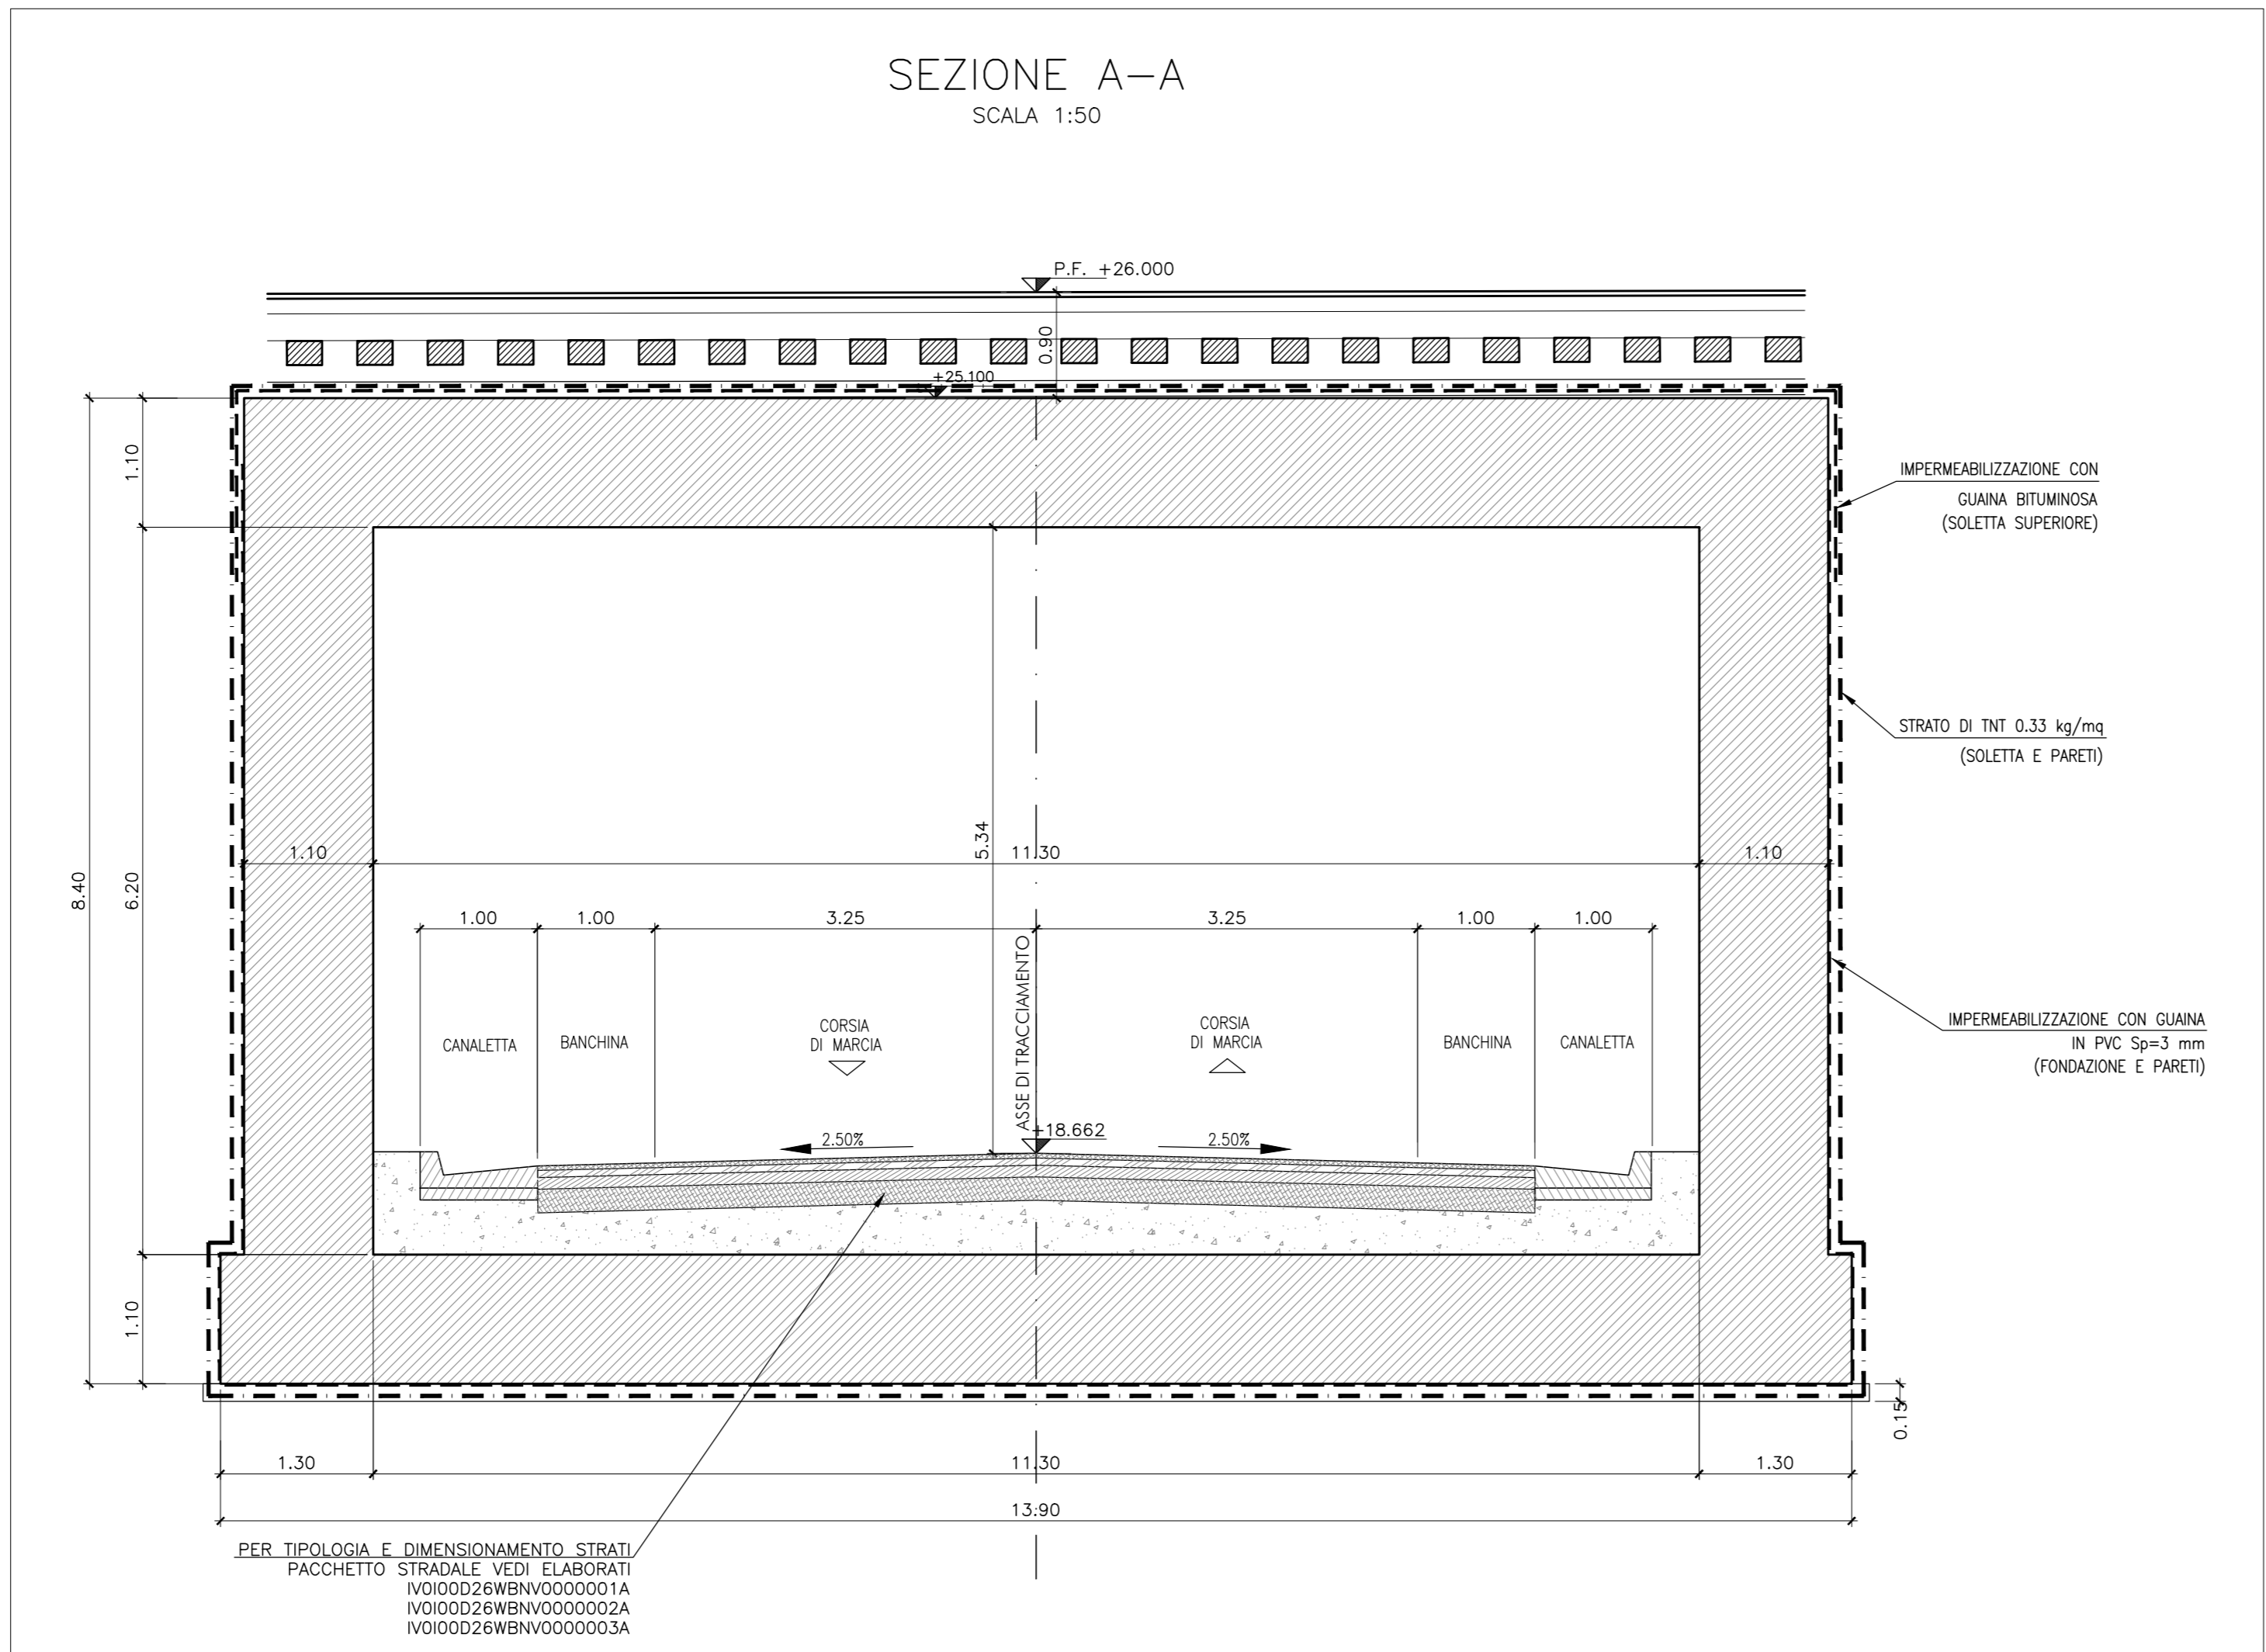 SEZIONE A-A
SCALA 1:50
P.F. +26.000
0.90
+25.100
1.10
IMPERMEABILIZZAZIONE CON
GUAINA BITUMINOSA
(SOLETTA SUPERIORE)
STRATO DI TNT 0.33 kg/mq
(SOLETTA E PARETI)
5.34
1.10
11.30
1.10
8.40
6.20
1.00
1.00
3.25
3.25
1.00
1.00
ASSE DI TRACCIAMENTO
CANALETTA
BANCHINA
CORSIA
DI MARCIA
CORSIA
DI MARCIA
BANCHINA
CANALETTA
IMPERMEABILIZZAZIONE CON GUAINA
IN PVC Sp=3 mm
(FONDAZIONE E PARETI)
2.50%
+18.662
2.50%
1.10
0.15
1.30
11.30
1.30
13.90
PER TIPOLOGIA E DIMENSIONAMENTO STRATI
PACCHETTO STRADALE VEDI ELABORATI
IV0I00D26WBNV0000001A
IV0I00D26WBNV0000002A
IV0I00D26WBNV0000003A